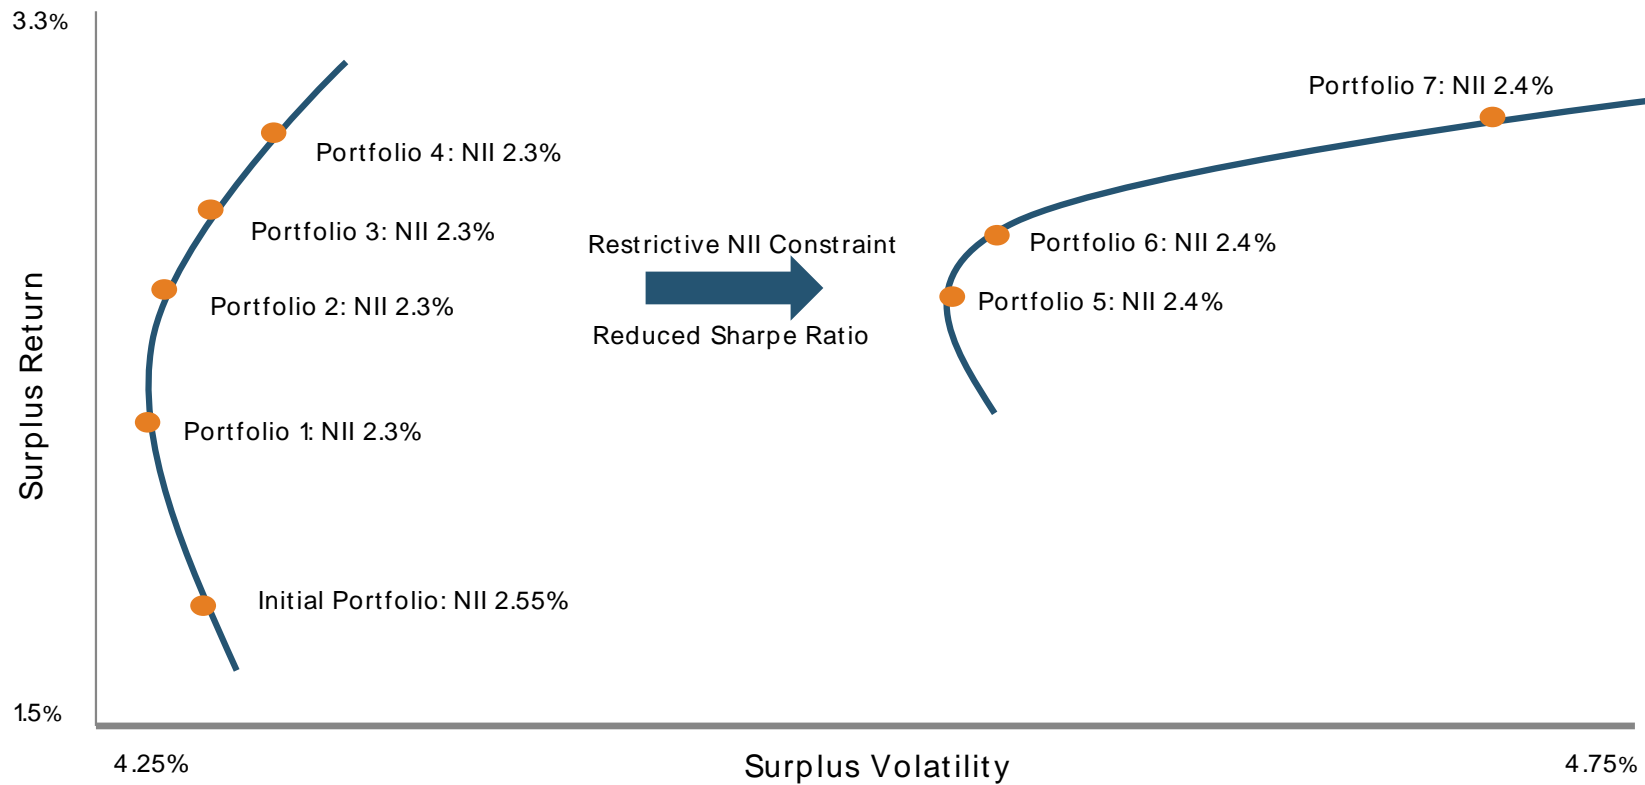 3.3%
Portfolio 7: NII 2.4%
Portfolio 4: NII 2.3%
Portfolio 3: NII 2.3%
Restrictive NII Constraint
Portfolio 6: NII 2.4%
Portfolio 2: NII 2.3%
Portfolio 5: NII 2.4%
Reduced Sharpe Ratio
Surplus Return
Portfolio 1: NII 2.3%
Initial Portfolio: NII 2.55%
1.5%
4.25%
Surplus Volatility
4.75%